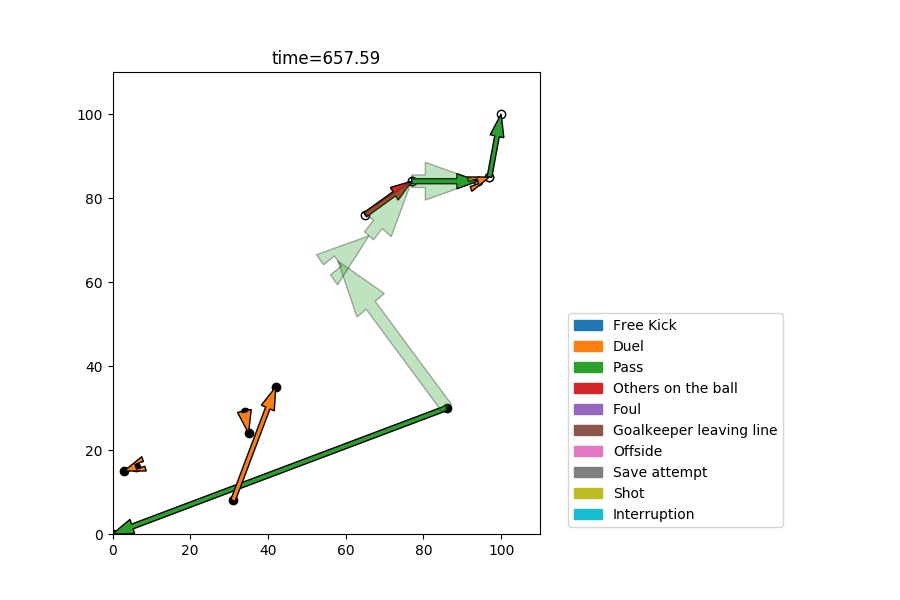 time=657.59
100
80
60
40
20
0
0 20 40 60 80 100
Free Kick
Duel
Pass
Others on the ball
Foul
Goalkeeper leaving line
Offside
Save attempt
Shot
Interruption